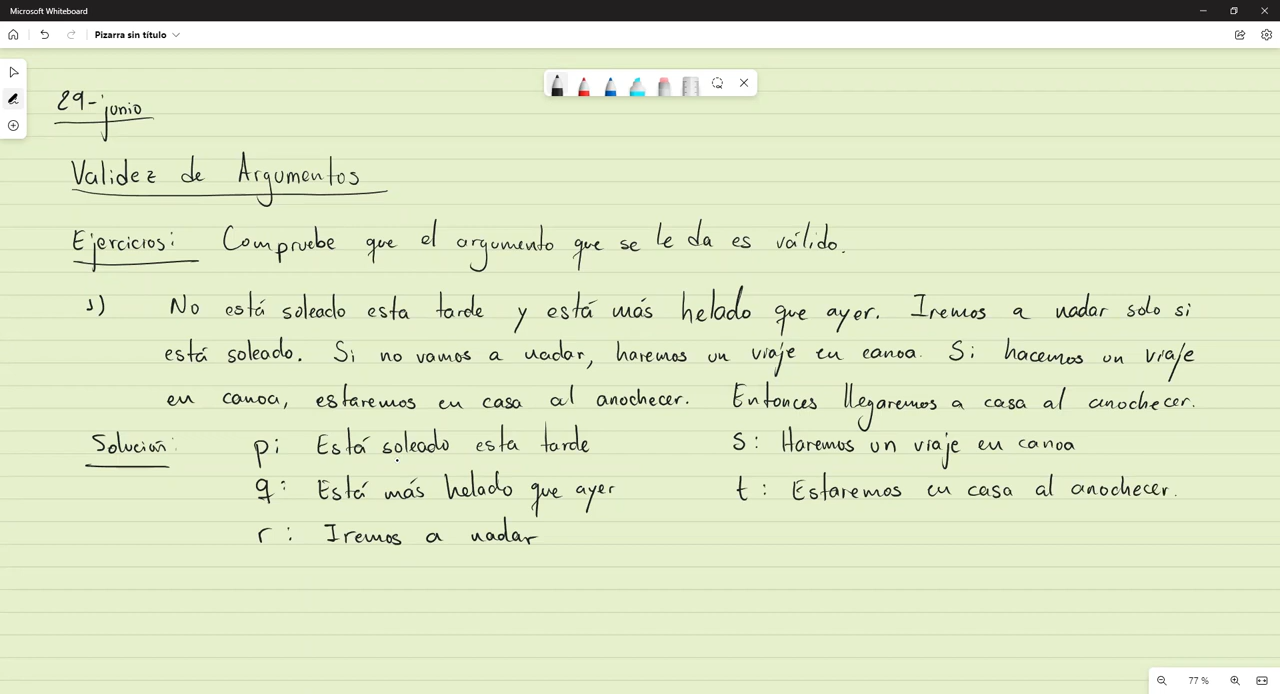 Microsoft Whiteboard
Pizarra sin título
29-junio
Validez de Argumentos
Ejercicios: Compruebe que el argumento que se le da es válido.
1) No está soleado esta tarde y está más helado que ayer. Iremos a nadar solo si
está soleado. Si no vamos a nadar, haremos un viaje en canoa. Si hacemos un viaje
en canoa, estaremos en casa al anochecer. Entonces llegaremos a casa al anochecer.
Solución: p: Está soleado esta tarde s: Haremos un viaje en canoa
q: Está más helado que ayer t: Estaremos en casa al anochecer.
r: Iremos a nadar
77 %